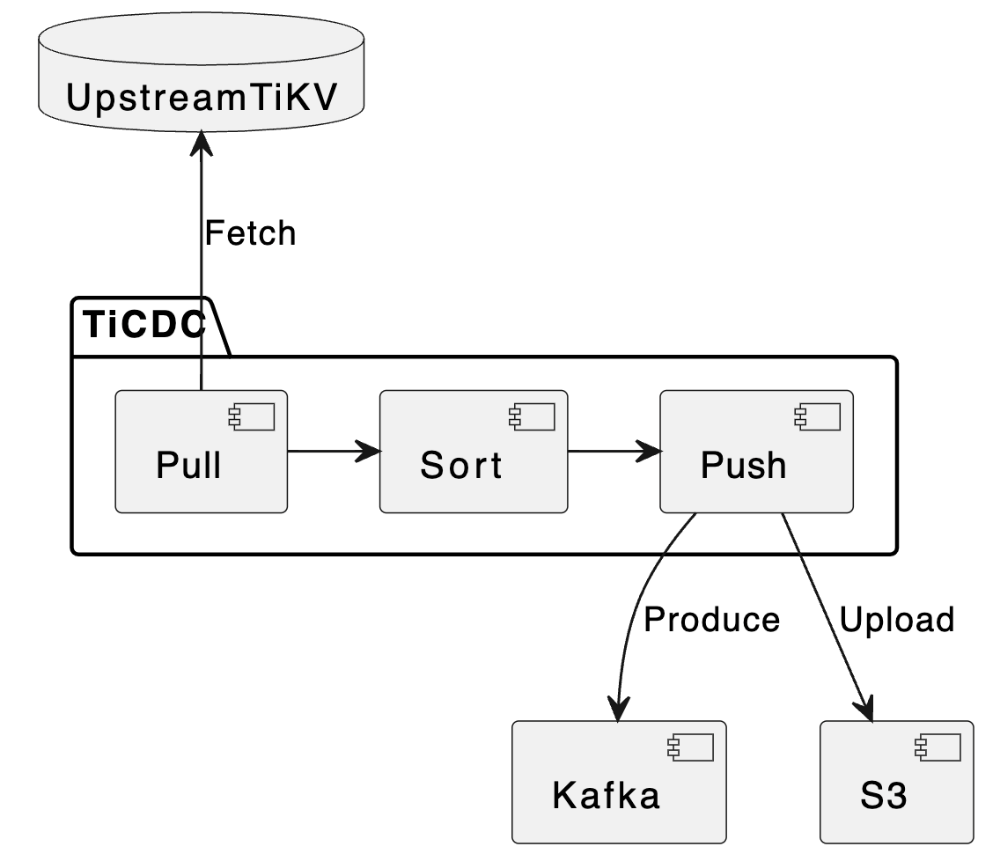 UpstreamTiKV
Fetch
TiCDC
Pull
Sort
Push
Produce
Upload
Kafka
S3